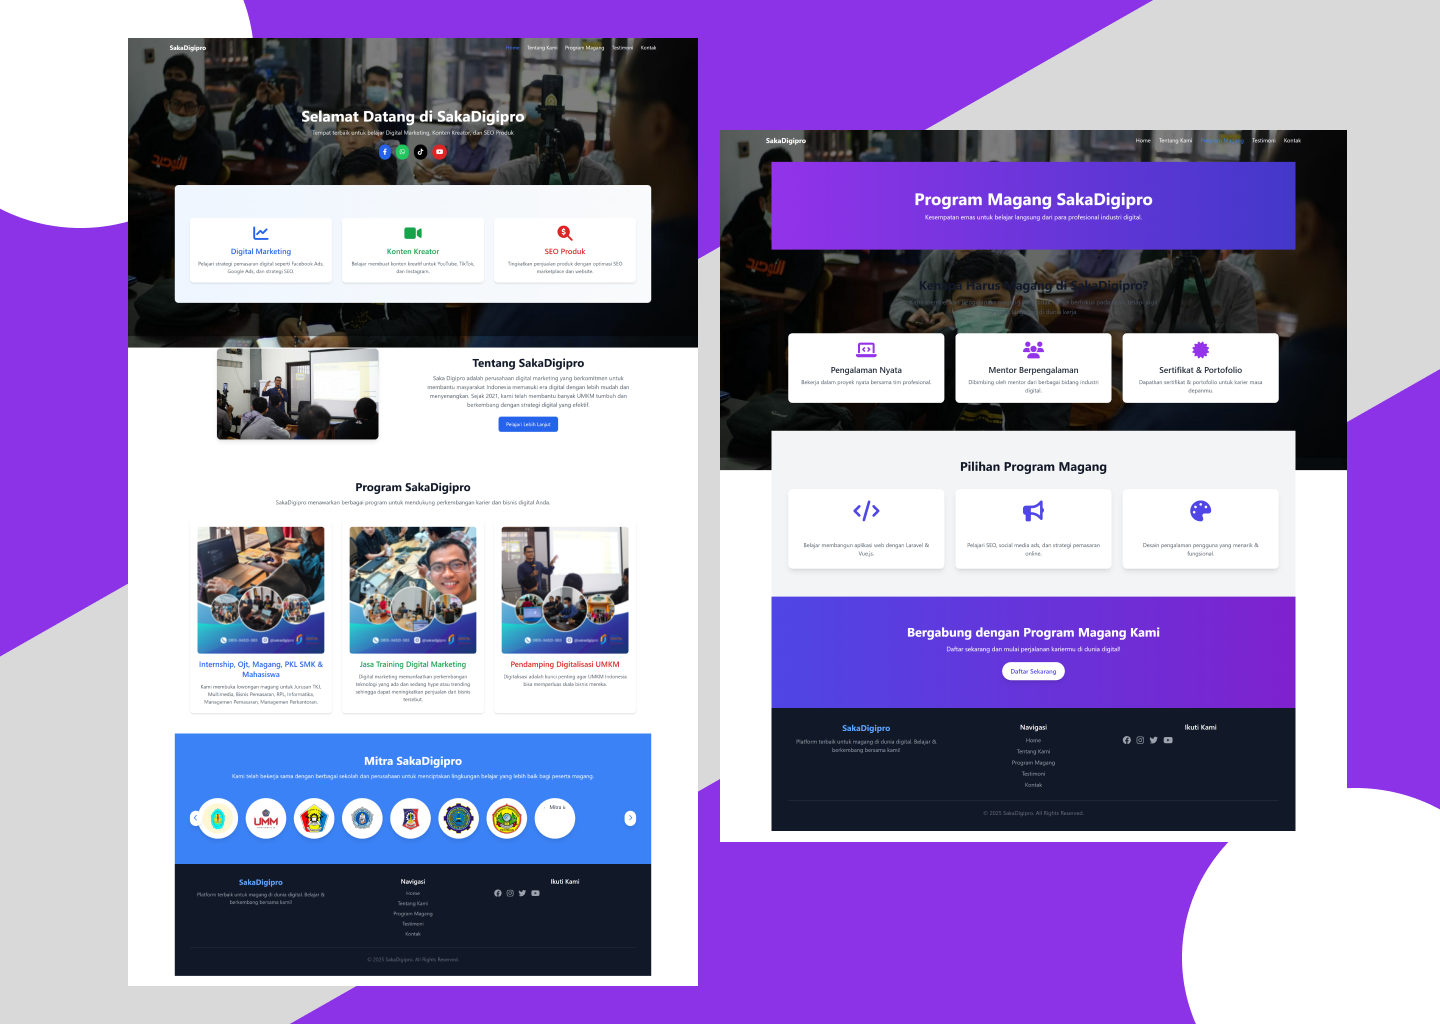 SakaDigipro
Home Tentang Kami Program Magang Testimoni Kontak
Selamat Datang di SakaDigipro
Tempat terbaik untuk belajar Digital Marketing, Konten Kreator, dan SEO Produk
Digital Marketing
Pelajari strategi pemasaran digital seperti Facebook Ads,
Google Ads, dan strategi SEO.
Konten Kreator
Belajar membuat konten kreatif untuk YouTube, TikTok,
dan Instagram.
SEO Produk
Tingkatkan penjualan produk dengan optimasi SEO
marketplace dan website.
Tentang SakaDigipro
Saka Digipro adalah perusahaan digital marketing yang berkomitmen untuk
membantu masyarakat Indonesia memasuki era digital dengan lebih mudah dan
menyenangkan. Sejak 2021, kami telah membantu banyak UMKM tumbuh dan
berkembang dengan strategi digital yang efektif.
Pelajari Lebih Lanjut
Program SakaDigipro
SakaDigipro menawarkan berbagai program untuk mendukung perkembangan karier dan bisnis digital Anda.
Internship, Ojt, Magang, PKL SMK &
Mahasiswa
Kami membuka lowongan magang untuk Jurusan TKJ,
Multimedia, Bisnis Pemasaran, RPL, Informatika,
Managemen Pemasaran, Managemen Perkantoran.
Jasa Training Digital Marketing
Digital marketing memanfaatkan perkembangan
teknologi yang ada dan sedang hype atau trending
sehingga dapat meningkatkan penjualan dan bisnis
tersebut.
Pendamping Digitalisasi UMKM
Digitalisasi adalah kunci penting agar UMKM Indonesia
bisa memperluas skala bisnis mereka.
Mitra SakaDigipro
Kami telah bekerja sama dengan berbagai sekolah dan perusahaan untuk menciptakan lingkungan belajar yang lebih baik bagi peserta magang.
UMM
Mitra 8
SakaDigipro
Platform terbaik untuk magang di dunia digital. Belajar &
berkembang bersama kami!
Navigasi
Home
Tentang Kami
Program Magang
Testimoni
Kontak
Ikuti Kami
© 2025 SakaDigipro. All Rights Reserved.
SakaDigipro
Home Tentang Kami Program Magang Testimoni Kontak
Program Magang SakaDigipro
Kesempatan emas untuk belajar langsung dari para profesional industri digital.
Kenapa Harus Magang di SakaDigipro?
dunia kerja.
Pengalaman Nyata
Bekerja dalam proyek nyata bersama tim profesional.
Mentor Berpengalaman
Dibimbing oleh mentor dari berbagai bidang industri
digital.
Sertifikat & Portofolio
Dapatkan sertifikat & portofolio untuk karier masa
depanmu.
Pilihan Program Magang
Belajar membangun aplikasi web dengan Laravel &
Vue.js.
Pelajari SEO, social media ads, dan strategi pemasaran
online.
Desain pengalaman pengguna yang menarik &
fungsional.
Bergabung dengan Program Magang Kami
Daftar sekarang dan mulai perjalanan kariermu di dunia digital!
Daftar Sekarang
SakaDigipro
Platform terbaik untuk magang di dunia digital. Belajar &
berkembang bersama kami!
Navigasi
Home
Tentang Kami
Program Magang
Testimoni
Kontak
Ikuti Kami
© 2025 SakaDigipro. All Rights Reserved.